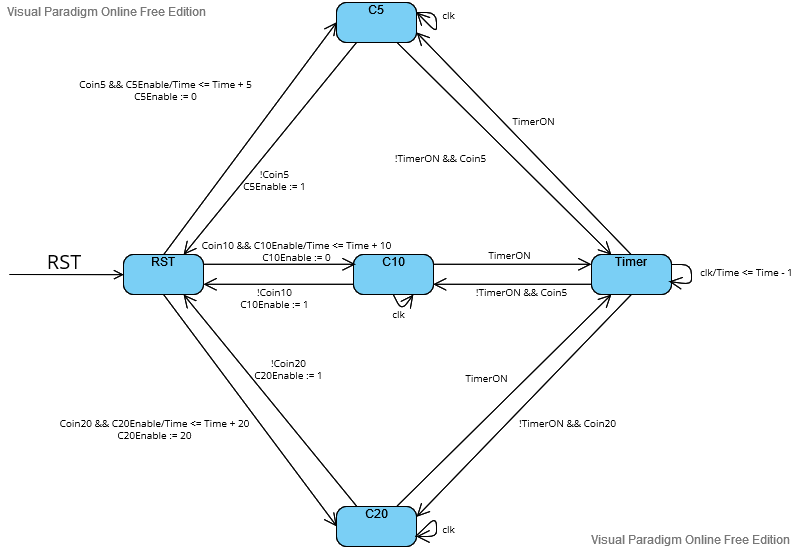 Visual Paradigm Online Free Edition
C5
clk
Coin5 && C5Enable/Time <= Time + 5
C5Enable := 0
TimerON
!TimerON && Coin5
!Coin5
C5Enable := 1
RST
RST
Coin10 && C10Enable/Time <= Time + 10
C10Enable := 0
C10
TimerON
Timer
clk/Time <= Time - 1
!Coin10
C10Enable := 1
!TimerON && Coin5
clk
!Coin20
C20Enable := 1
TimerON
Coin20 && C20Enable/Time <= Time + 20
C20Enable := 20
!TimerON && Coin20
C20
clk
Visual Paradigm Online Free Edition